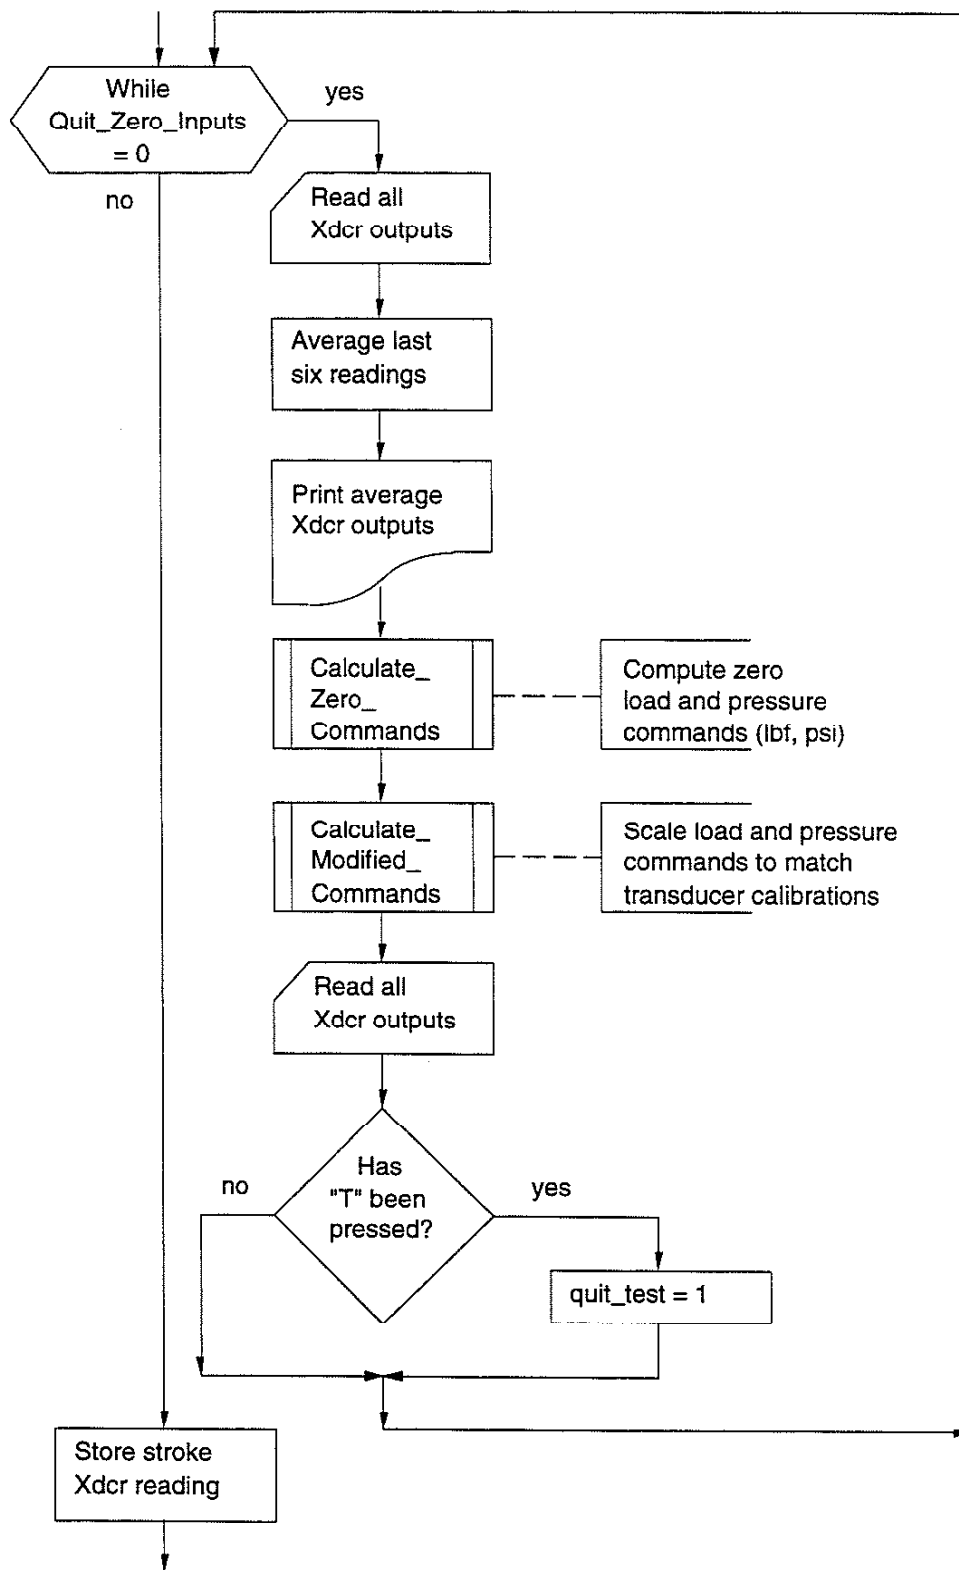 While
Quit_Zero_Inputs
= 0
yes
no
Read all
Xdcr outputs
Average last
six readings
Print average
Xdcr outputs
Calculate_
Zero_
Commands
Compute zero
load and pressure
commands (lbf, psi)
Calculate_
Modified_
Commands
Scale load and pressure
commands to match
transducer calibrations
Read all
Xdcr outputs
Has
"T" been
pressed?
no
yes
quit_test = 1
Store stroke
Xdcr reading